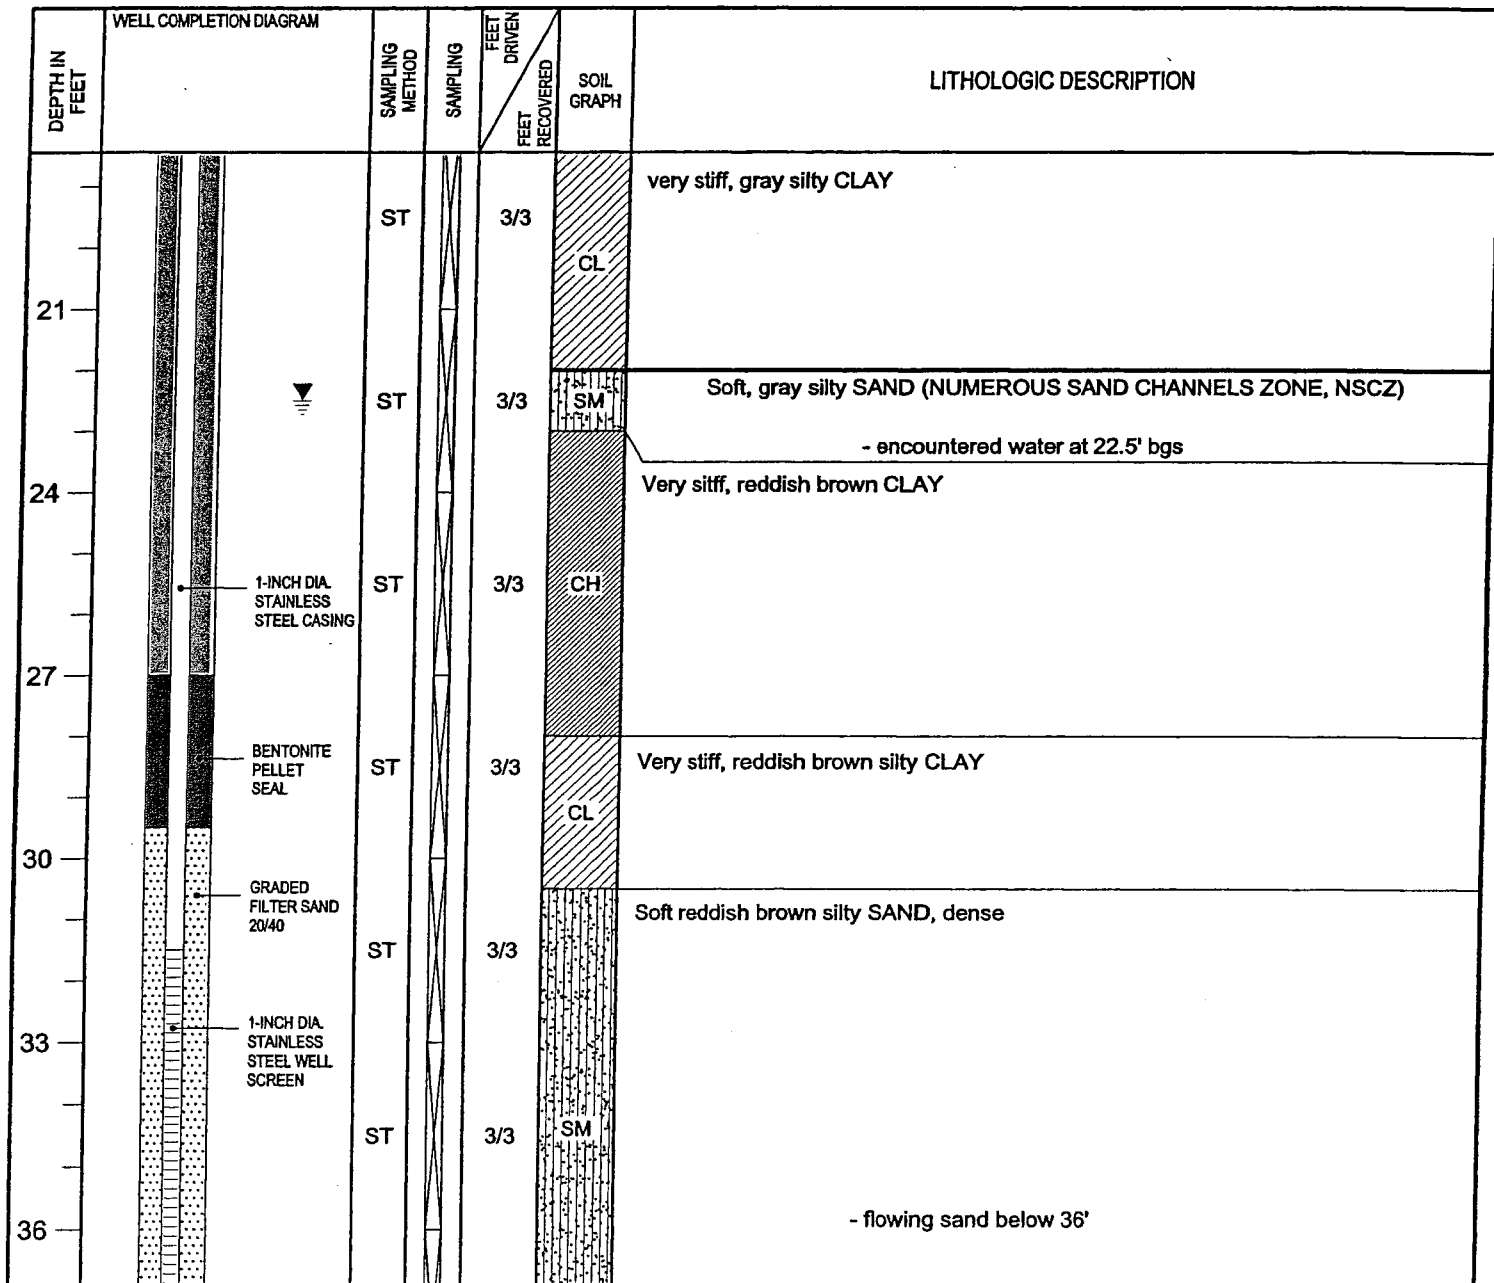 WELL COMPLETION DIAGRAM
DEPTH IN
FEET
SAMPLING
METHOD
SAMPLING
FEET
DRIVEN
FEET
RECOVERED
SOIL
GRAPH
LITHOLOGIC DESCRIPTION
very stiff, gray silty CLAY
ST
3/3
CL
21
Soft, gray silty SAND (NUMEROUS SAND CHANNELS ZONE, NSCZ)
ST
3/3
SM
- encountered water at 22.5' bgs
24
Very sitff, reddish brown CLAY
1-INCH DIA.
STAINLESS
STEEL CASING
ST
3/3
CH
27
BENTONITE
PELLET
SEAL
ST
3/3
Very stiff, reddish brown silty CLAY
CL
30
GRADED
FILTER SAND
20/40
Soft reddish brown silty SAND, dense
ST
3/3
33
1-INCH DIA.
STAINLESS
STEEL WELL
SCREEN
ST
3/3
SM
36
- flowing sand below 36'